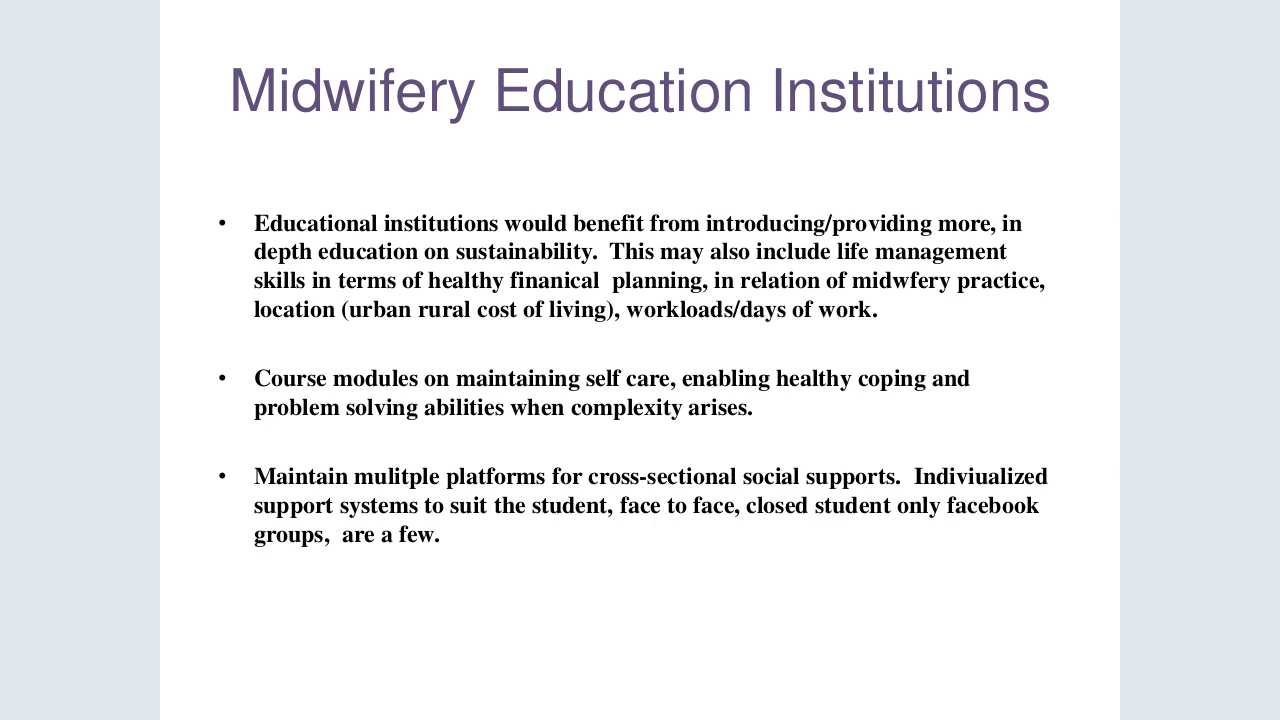 Midwifery Education Institutions
• Educational institutions would benefit from introducing/providing more, in
depth education on sustainability.  This may also include life management
skills in terms of healthy finanical  planning, in relation of midwfery practice,
location (urban rural cost of living), workloads/days of work.
• Course modules on maintaining self care, enabling healthy coping and
problem solving abilities when complexity arises.
• Maintain mulitple platforms for cross-sectional social supports.  Indiviualized
support systems to suit the student, face to face, closed student only facebook
groups,  are a few.